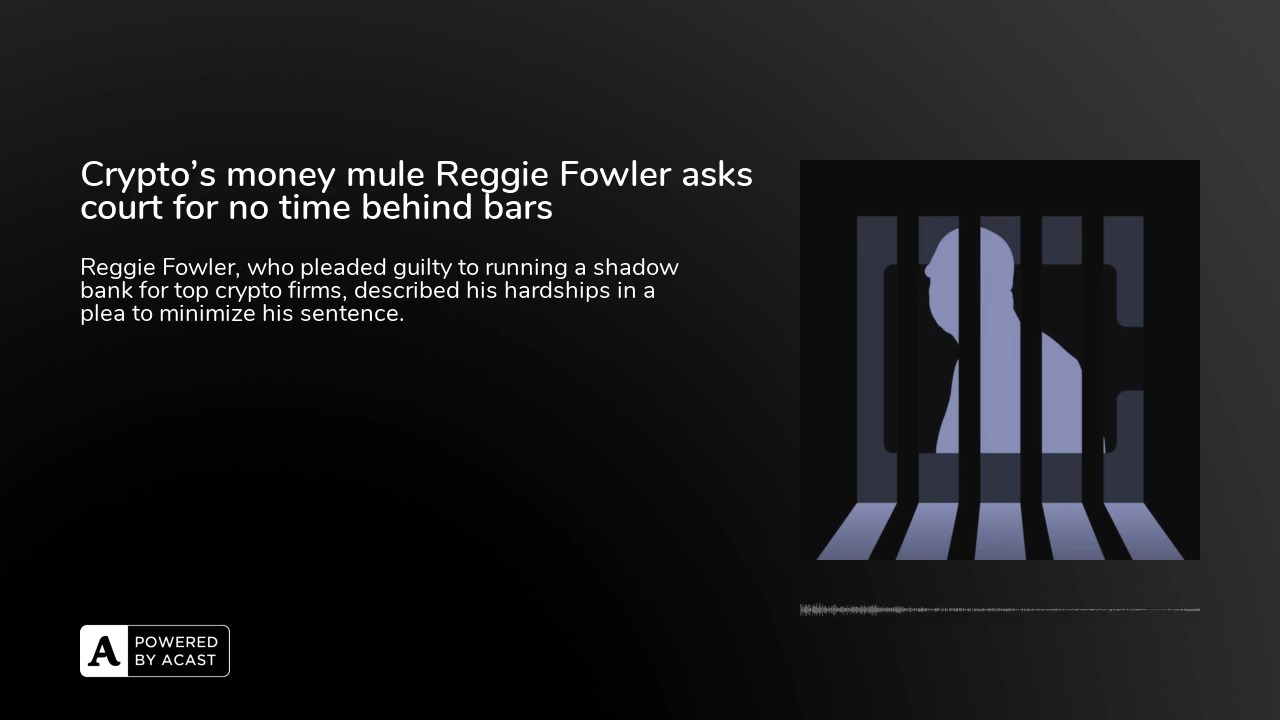 Crypto’s money mule Reggie Fowler asks
court for no time behind bars
Reggie Fowler, who pleaded guilty to running a shadow
bank for top crypto firms, described his hardships in a
plea to minimize his sentence.
A
POWERED
BY ACAST